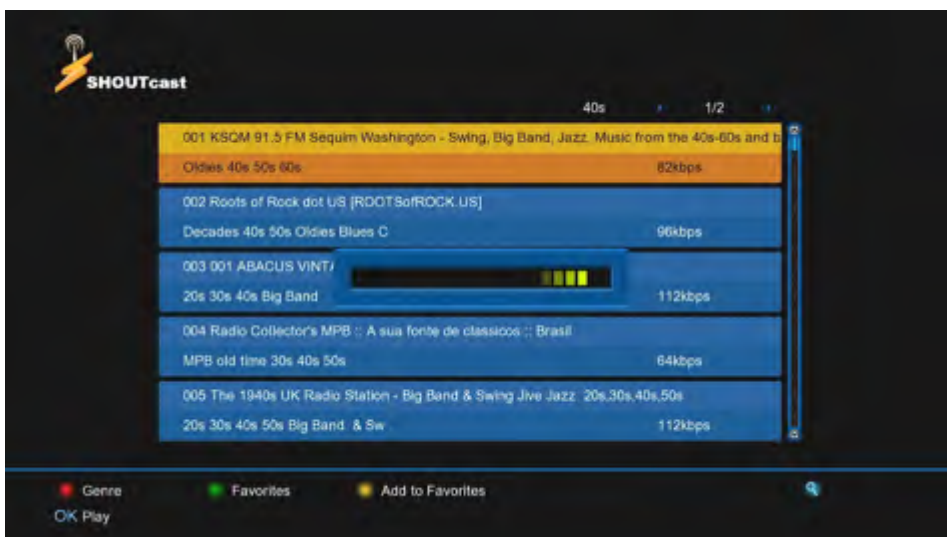 SHOUTcast
40s 1/2
001 KSQM 91.5 FM Sequim Washington - Swing, Big Band, Jazz. Music from the 40s-60s and b
Oldies 40s 50s 60s 82kbps
002 Roots of Rock dot US [ROOTSofROCK.US]
Decades 40s 50s Oldies Blues C 96kbps
003 001 ABACUS VINTA
20s 30s 40s Big Band 112kbps
004 Radio Collector's MPB :: A sua fonte de classicos :: Brasil
MPB old time 30s 40s 50s 64kbps
005 The 1940s UK Radio Station - Big Band & Swing Jive Jazz 20s,30s,40s,50s
20s 30s 40s 50s Big Band & Sw 112kbps
Genre Favorites Add to Favorites
OK Play